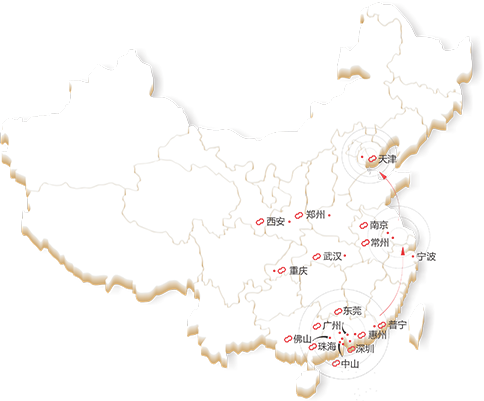 天津
郑州
西安
南京
常州
武汉
宁波
重庆
东莞
广州
普宁
惠州
佛山
珠海
深圳
中山